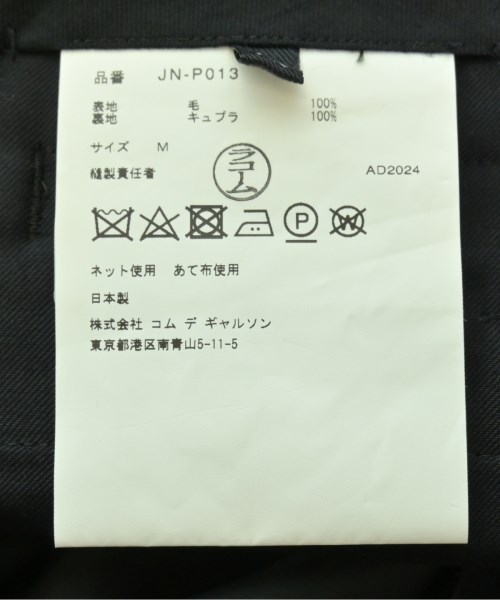 品番 JN-P013
表地 毛 100%
裏地 キュプラ 100%
サイズ M
縫製責任者 ラコーム AD2024
P W
ネット使用 あて布使用
日本製
株式会社 コム デ ギャルソン
東京都港区南青山5-11-5